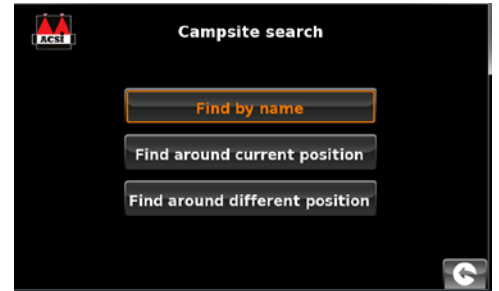 ACSI
Campsite search
Find by name
Find around current position
Find around different position